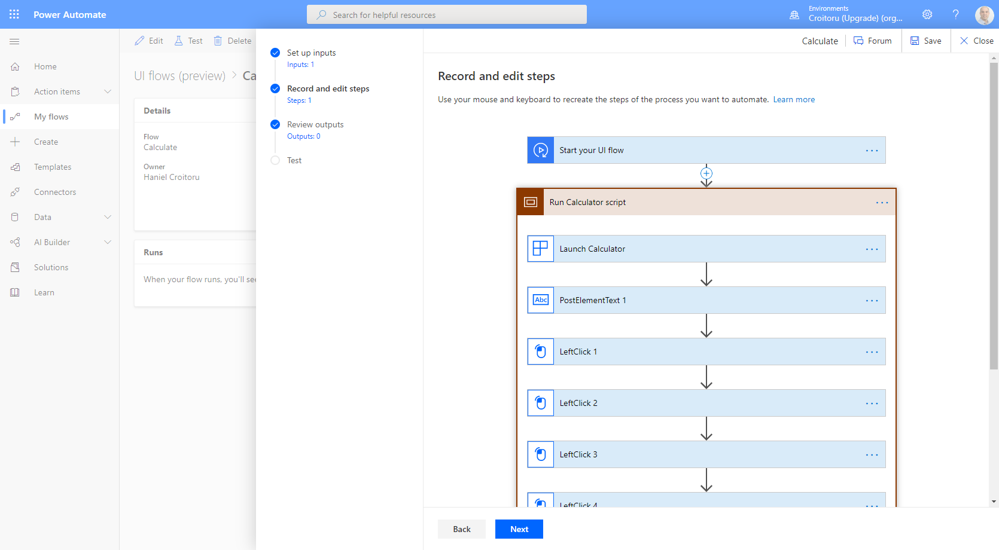 Power Automate
Search for helpful resources
Environments
Croitoru (Upgrade) (org...
?
Edit
Test
Delete
Calculate
Forum
Save
Close
Home
Action items
My flows
Create
Templates
Connectors
Data
AI Builder
Solutions
Learn
UI flows (preview) > Ca
Details
Flow
Calculate
Owner
Haniel Croitoru
Runs
When your flow runs, you'll see
Set up inputs
Inputs: 1
Record and edit steps
Steps: 1
Review outputs
Outputs: 0
Test
Record and edit steps
Use your mouse and keyboard to recreate the steps of the process you want to automate. Learn more
Start your UI flow
Run Calculator script
Launch Calculator
Abc
PostElementText 1
LeftClick 1
LeftClick 2
LeftClick 3
LeftClick 4
Back
Next